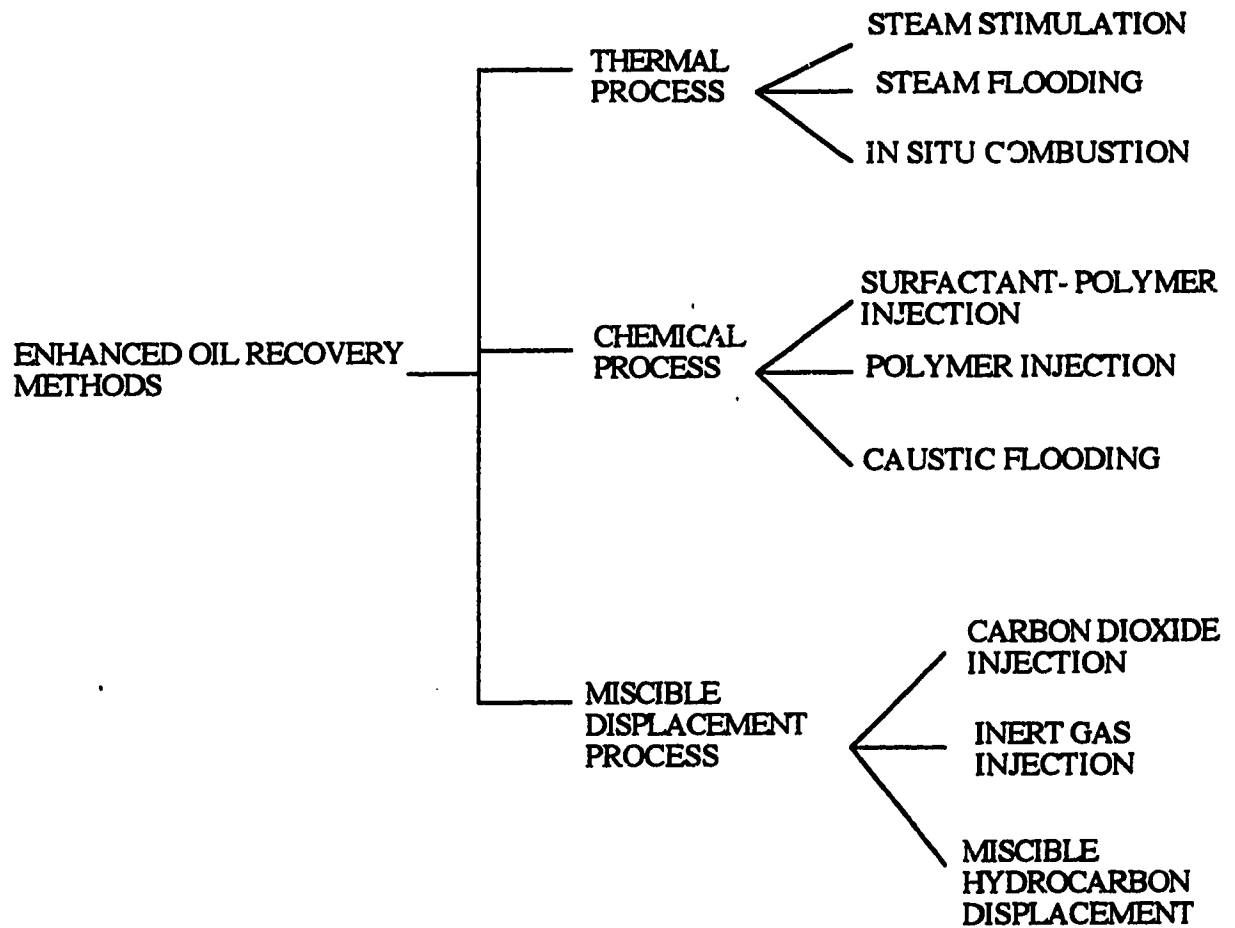 STEAM STIMULATION
THERMAL
PROCESS
STEAM FLOODING
IN SITU COMBUSTION
SURFACTANT- POLYMER
INJECTION
ENHANCED OIL RECOVERY
METHODS
CHEMICAL
PROCESS
POLYMER INJECTION
CAUSTIC FLOODING
CARBON DIOXIDE
INJECTION
MISCIBLE
DISPLACEMENT
PROCESS
INERT GAS
INJECTION
MISCIBLE
HYDROCARBON
DISPLACEMENT